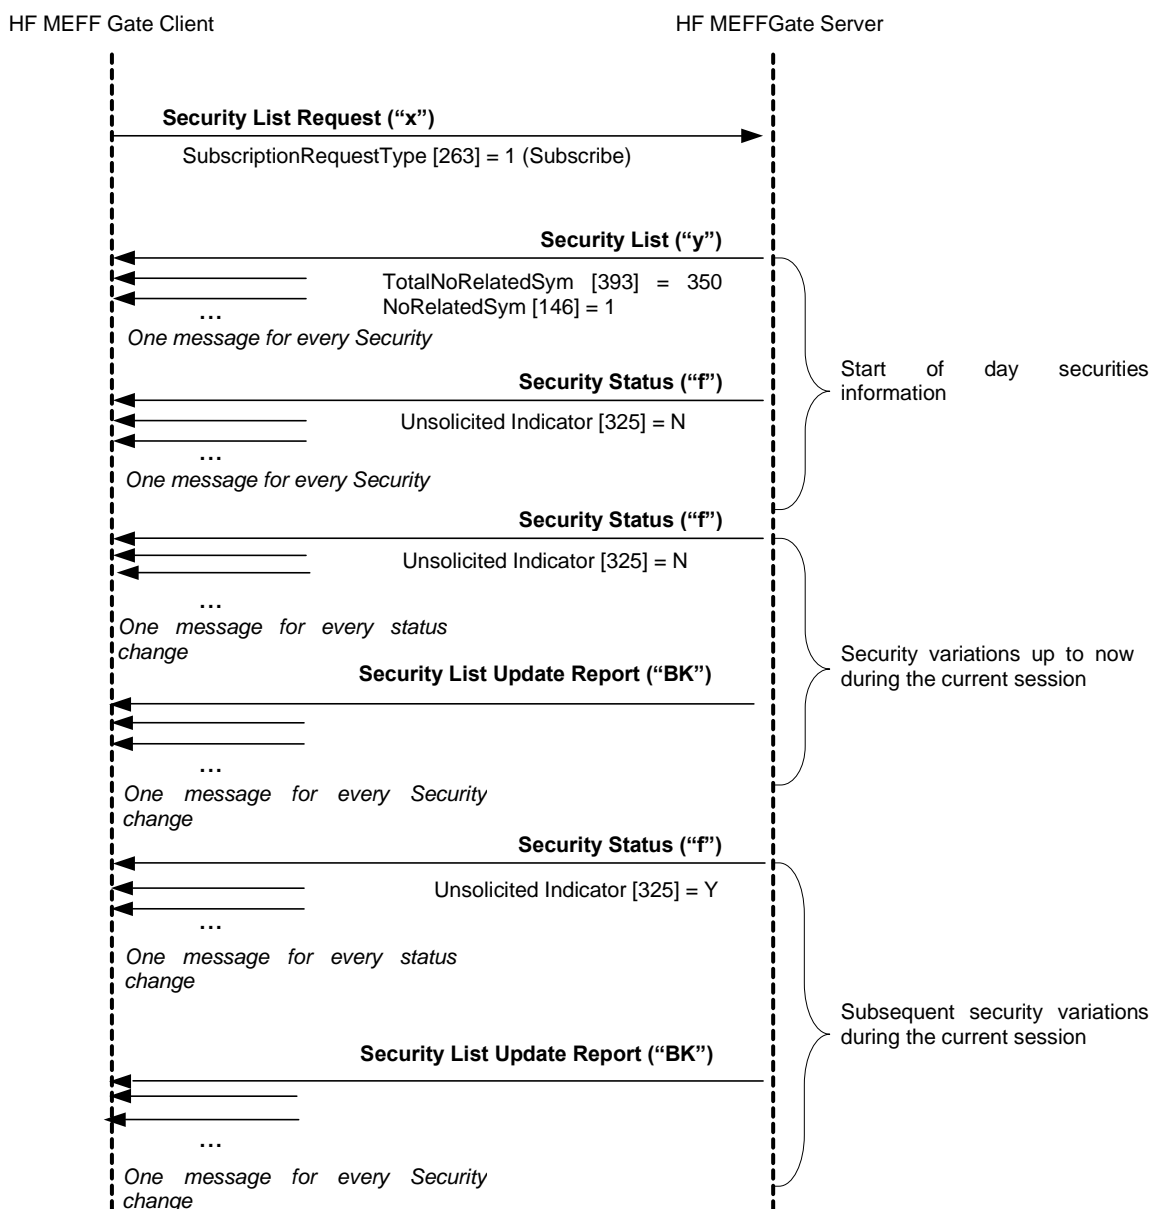 HF MEFF Gate Client
HF MEFFGate Server
Security List Request (“x”)
SubscriptionRequestType [263] = 1 (Subscribe)
Security List (“y”)
TotalNoRelatedSym [393] = 350
NoRelatedSym [146] = 1
...
One message for every Security
Start of day securities
information
Security Status (“f”)
Unsolicited Indicator [325] = N
...
One message for every Security
Security Status (“f”)
Unsolicited Indicator [325] = N
...
One message for every status
change
Security variations up to now
during the current session
Security List Update Report (“BK”)
...
One message for every Security
change
Security Status (“f”)
Unsolicited Indicator [325] = Y
...
One message for every status
change
Subsequent security variations
during the current session
Security List Update Report (“BK”)
...
One message for every Security
change